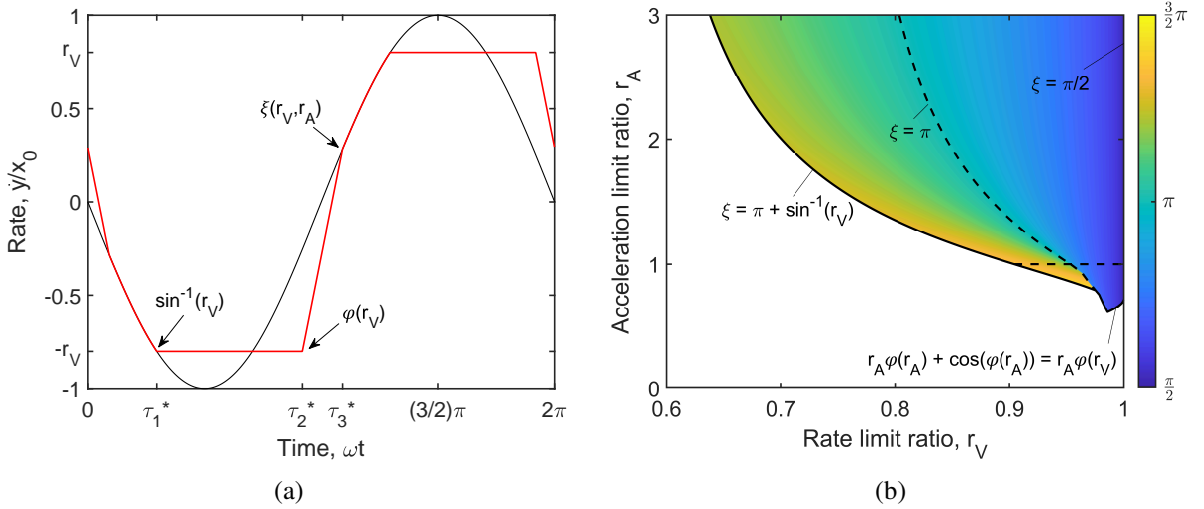 1
r_V
0.5
0
-0.5
-r_V
-1
Rate, ẏ/x_0
ξ(r_V,r_A)
sin⁻¹(r_V)
φ(r_V)
0
τ_1*
τ_2*
τ_3*
(3/2)π
2π
Time, ωt
(a)
3
2
1
0
Acceleration limit ratio, r_A
ξ = π/2
ξ = π
ξ = π + sin⁻¹(r_V)
r_Aφ(r_A) + cos(φ(r_A)) = r_Aφ(r_V)
0.6
0.7
0.8
0.9
1
Rate limit ratio, r_V
3/2 π
π
π/2
(b)